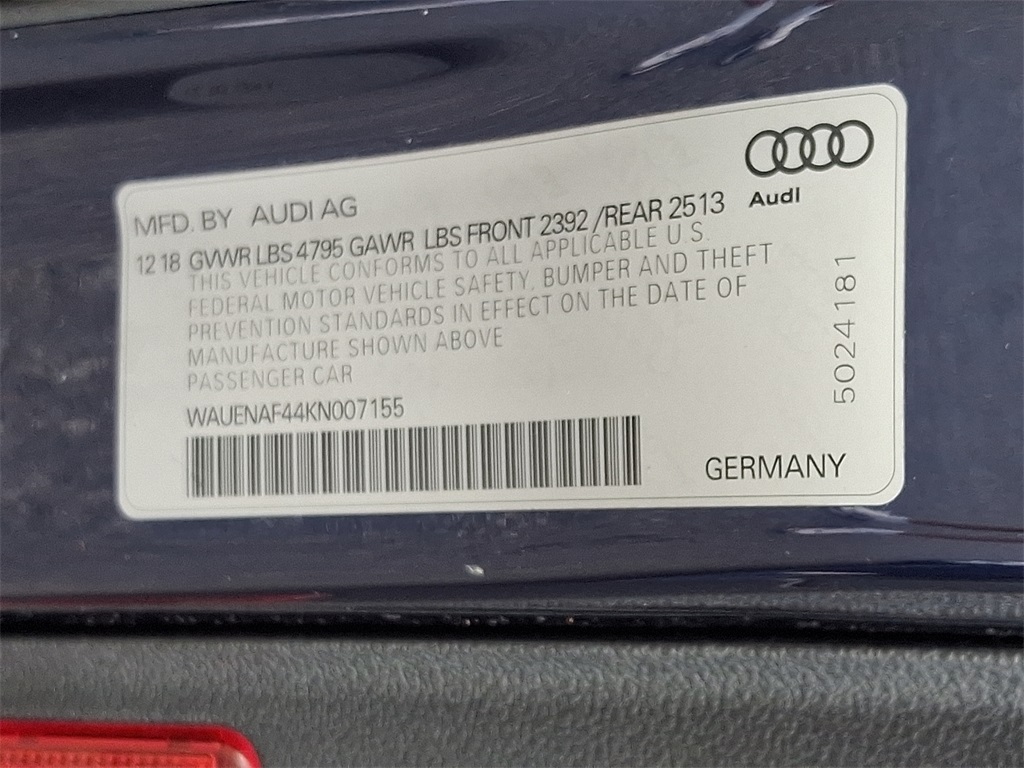 Audi
MFD. BY AUDI AG
12 18 GVWR LBS 4795 GAWR LBS FRONT 2392 /REAR 2513
THIS VEHICLE CONFORMS TO ALL APPLICABLE U.S.
FEDERAL MOTOR VEHICLE SAFETY, BUMPER AND THEFT
PREVENTION STANDARDS IN EFFECT ON THE DATE OF
MANUFACTURE SHOWN ABOVE
PASSENGER CAR
WAUENAF44KN007155
GERMANY
5024181